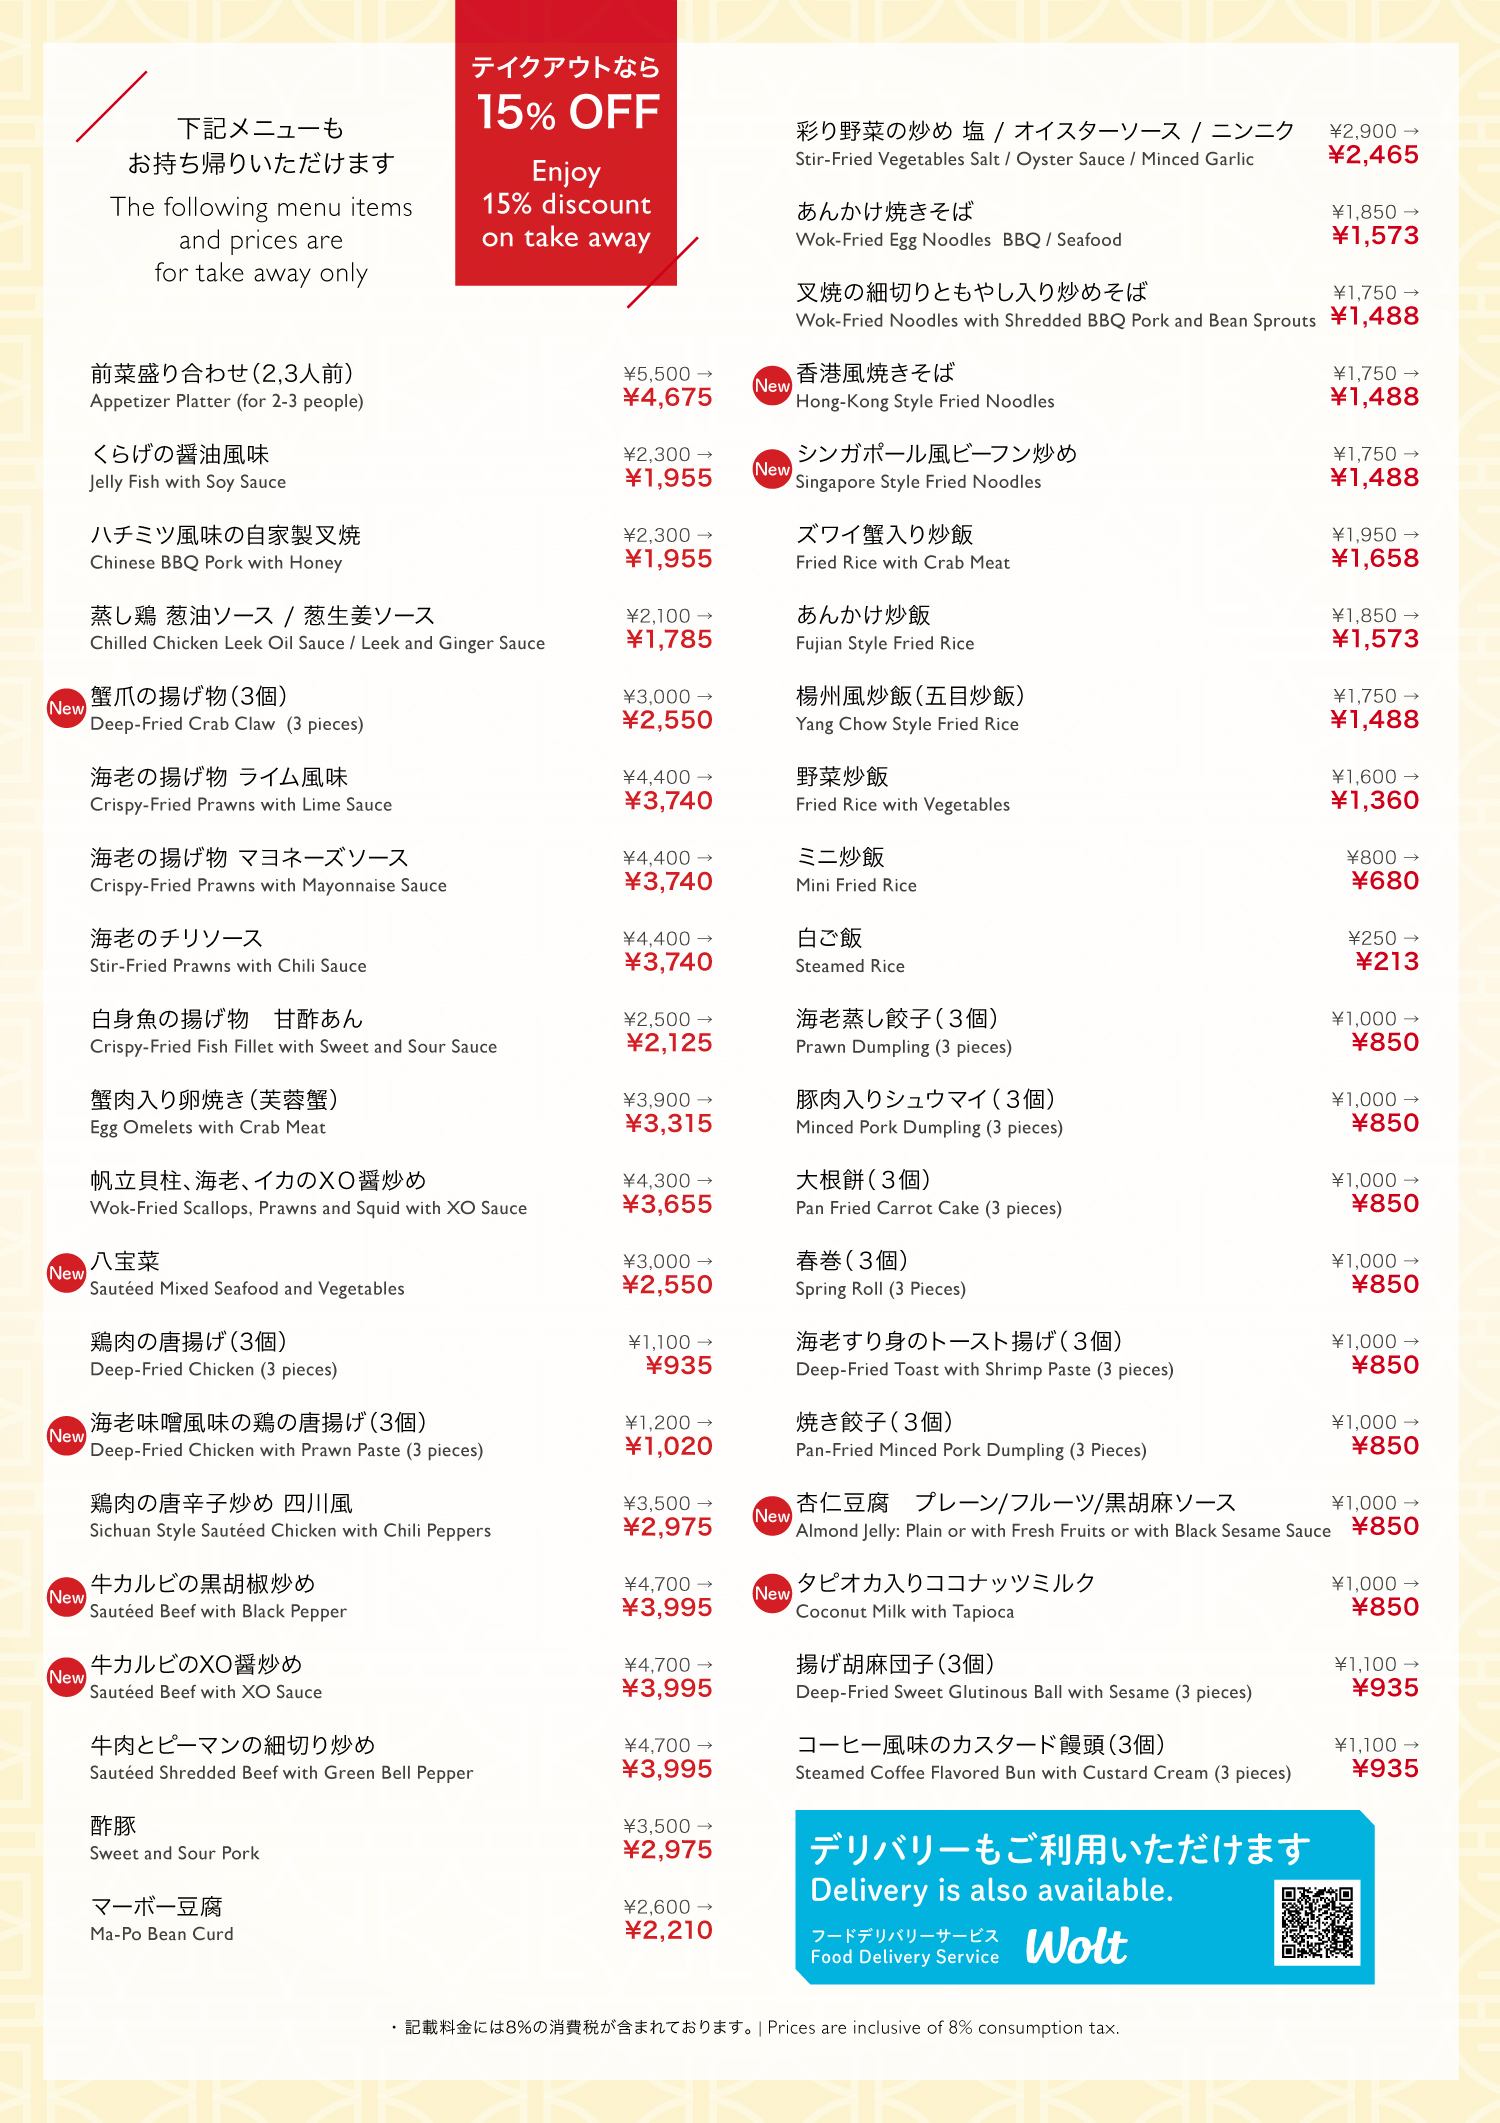 下記メニューも
お持ち帰りいただけます
The following menu items
and prices are
for take away only
テイクアウトなら
15% OFF
Enjoy
15% discount
on take away
前菜盛り合わせ（2,3人前） ¥5,500 →
Appetizer Platter (for 2-3 people) ¥4,675
くらげの醤油風味 ¥2,300 →
Jelly Fish with Soy Sauce ¥1,955
ハチミツ風味の自家製叉焼 ¥2,300 →
Chinese BBQ Pork with Honey ¥1,955
蒸し鶏 葱油ソース / 葱生姜ソース ¥2,100 →
Chilled Chicken Leek Oil Sauce / Leek and Ginger Sauce ¥1,785
New 蟹爪の揚げ物（3個） ¥3,000 →
Deep-Fried Crab Claw (3 pieces) ¥2,550
海老の揚げ物 ライム風味 ¥4,400 →
Crispy-Fried Prawns with Lime Sauce ¥3,740
海老の揚げ物 マヨネーズソース ¥4,400 →
Crispy-Fried Prawns with Mayonnaise Sauce ¥3,740
海老のチリソース ¥4,400 →
Stir-Fried Prawns with Chili Sauce ¥3,740
白身魚の揚げ物　甘酢あん ¥2,500 →
Crispy-Fried Fish Fillet with Sweet and Sour Sauce ¥2,125
蟹肉入り卵焼き（芙蓉蟹） ¥3,900 →
Egg Omelets with Crab Meat ¥3,315
帆立貝柱、海老、イカのXO醤炒め ¥4,300 →
Wok-Fried Scallops, Prawns and Squid with XO Sauce ¥3,655
New 八宝菜 ¥3,000 →
Sautéed Mixed Seafood and Vegetables ¥2,550
鶏肉の唐揚げ（3個） ¥1,100 →
Deep-Fried Chicken (3 pieces) ¥935
New 海老味噌風味の鶏の唐揚げ（3個） ¥1,200 →
Deep-Fried Chicken with Prawn Paste (3 pieces) ¥1,020
鶏肉の唐辛子炒め 四川風 ¥3,500 →
Sichuan Style Sautéed Chicken with Chili Peppers ¥2,975
New 牛カルビの黒胡椒炒め ¥4,700 →
Sautéed Beef with Black Pepper ¥3,995
New 牛カルビのXO醤炒め ¥4,700 →
Sautéed Beef with XO Sauce ¥3,995
牛肉とピーマンの細切り炒め ¥4,700 →
Sautéed Shredded Beef with Green Bell Pepper ¥3,995
酢豚 ¥3,500 →
Sweet and Sour Pork ¥2,975
マーボー豆腐 ¥2,600 →
Ma-Po Bean Curd ¥2,210
彩り野菜の炒め 塩 / オイスターソース / ニンニク ¥2,900 →
Stir-Fried Vegetables Salt / Oyster Sauce / Minced Garlic ¥2,465
あんかけ焼きそば ¥1,850 →
Wok-Fried Egg Noodles BBQ / Seafood ¥1,573
叉焼の細切りともやし入り炒めそば ¥1,750 →
Wok-Fried Noodles with Shredded BBQ Pork and Bean Sprouts ¥1,488
New 香港風焼きそば ¥1,750 →
Hong-Kong Style Fried Noodles ¥1,488
New シンガポール風ビーフン炒め ¥1,750 →
Singapore Style Fried Noodles ¥1,488
ズワイ蟹入り炒飯 ¥1,950 →
Fried Rice with Crab Meat ¥1,658
あんかけ炒飯 ¥1,850 →
Fujian Style Fried Rice ¥1,573
楊州風炒飯（五目炒飯） ¥1,750 →
Yang Chow Style Fried Rice ¥1,488
野菜炒飯 ¥1,600 →
Fried Rice with Vegetables ¥1,360
ミニ炒飯 ¥800 →
Mini Fried Rice ¥680
白ご飯 ¥250 →
Steamed Rice ¥213
海老蒸し餃子（3個） ¥1,000 →
Prawn Dumpling (3 pieces) ¥850
豚肉入りシュウマイ（3個） ¥1,000 →
Minced Pork Dumpling (3 pieces) ¥850
大根餅（3個） ¥1,000 →
Pan Fried Carrot Cake (3 pieces) ¥850
春巻（3個） ¥1,000 →
Spring Roll (3 Pieces) ¥850
海老すり身のトースト揚げ（3個） ¥1,000 →
Deep-Fried Toast with Shrimp Paste (3 pieces) ¥850
焼き餃子（3個） ¥1,000 →
Pan-Fried Minced Pork Dumpling (3 Pieces) ¥850
New 杏仁豆腐　プレーン/フルーツ/黒胡麻ソース ¥1,000 →
Almond Jelly: Plain or with Fresh Fruits or with Black Sesame Sauce ¥850
New タピオカ入りココナッツミルク ¥1,000 →
Coconut Milk with Tapioca ¥850
揚げ胡麻団子（3個） ¥1,100 →
Deep-Fried Sweet Glutinous Ball with Sesame (3 pieces) ¥935
コーヒー風味のカスタード饅頭（3個） ¥1,100 →
Steamed Coffee Flavored Bun with Custard Cream (3 pieces) ¥935
デリバリーもご利用いただけます
Delivery is also available.
フードデリバリーサービス
Food Delivery Service Wolt
・ 記載料金には8%の消費税が含まれております。| Prices are inclusive of 8% consumption tax.